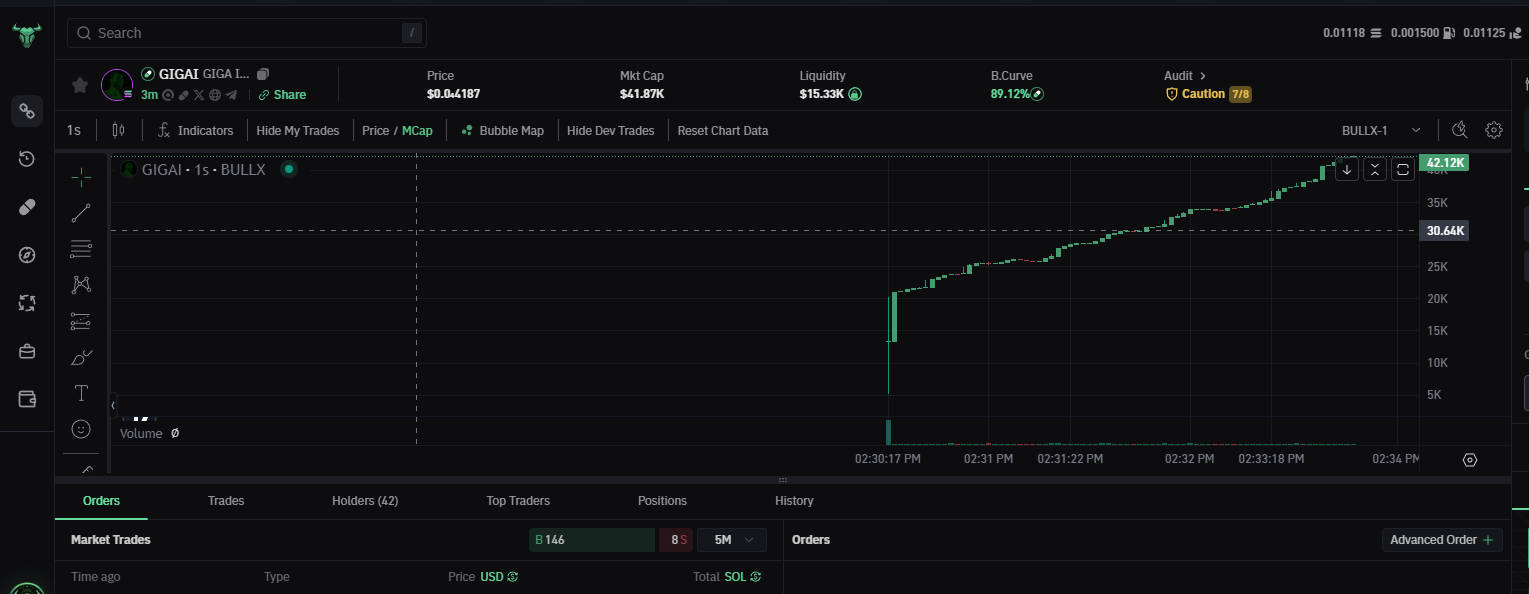 Search /
0.01118 0.001500 0.01125
GIGAI GIGA I...
3m Share
Price Mkt Cap Liquidity B.Curve Audit
$0.0₄4187 $41.87K $15.33K 89.12% Caution 7/8
1s Indicators Hide My Trades Price / MCap Bubble Map Hide Dev Trades Reset Chart Data BULLX-1
GIGAI · 1s · BULLX
42.12K
40K
35K
30.64K
25K
20K
15K
10K
5K
Volume Ø
02:30:17 PM 02:31 PM 02:31:22 PM 02:32 PM 02:33:18 PM 02:34 PM
Orders Trades Holders (42) Top Traders Positions History
Market Trades B 146 8 S 5M Orders Advanced Order +
Time ago Type Price USD Total SOL